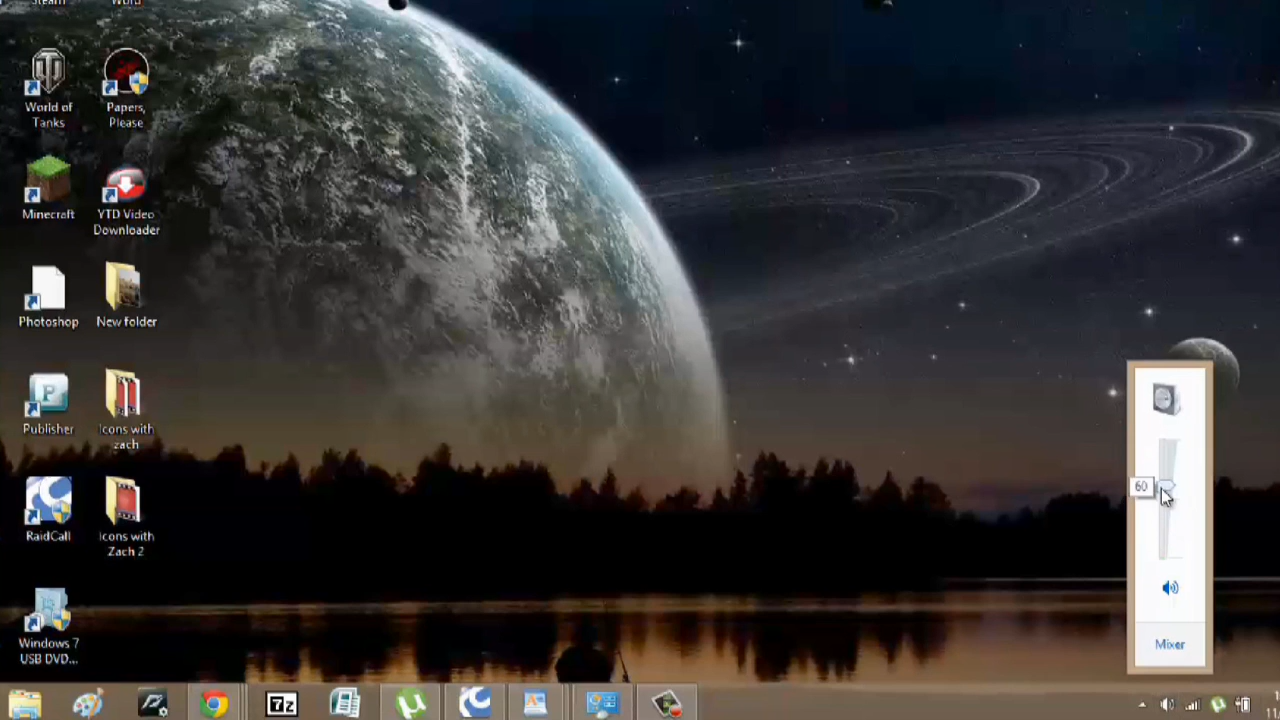 Steam
Word
World of
Tanks
Papers,
Please
Minecraft
YTD Video
Downloader
Photoshop
New folder
Publisher
Icons with
zach
RaidCall
Icons with
Zach 2
Windows 7
USB DVD...
60
Mixer
7z